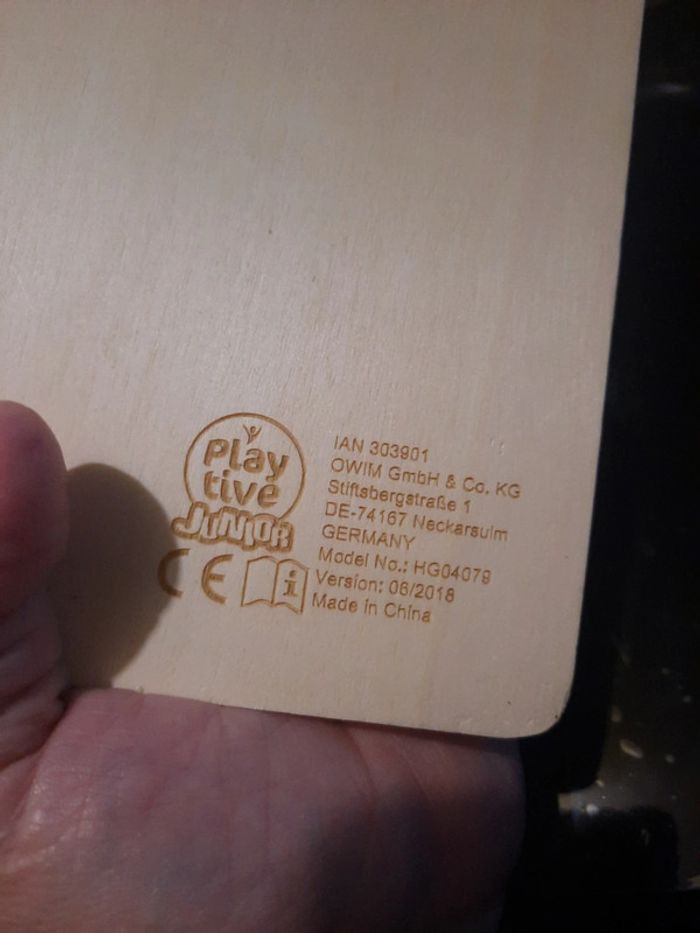 Play
tive
JUNIOR
CE
i
IAN 303901
OWIM GmbH & Co. KG
Stiftsbergstraße 1
DE-74167 Neckarsulm
GERMANY
Model No.: HG04079
Version: 06/2018
Made in China